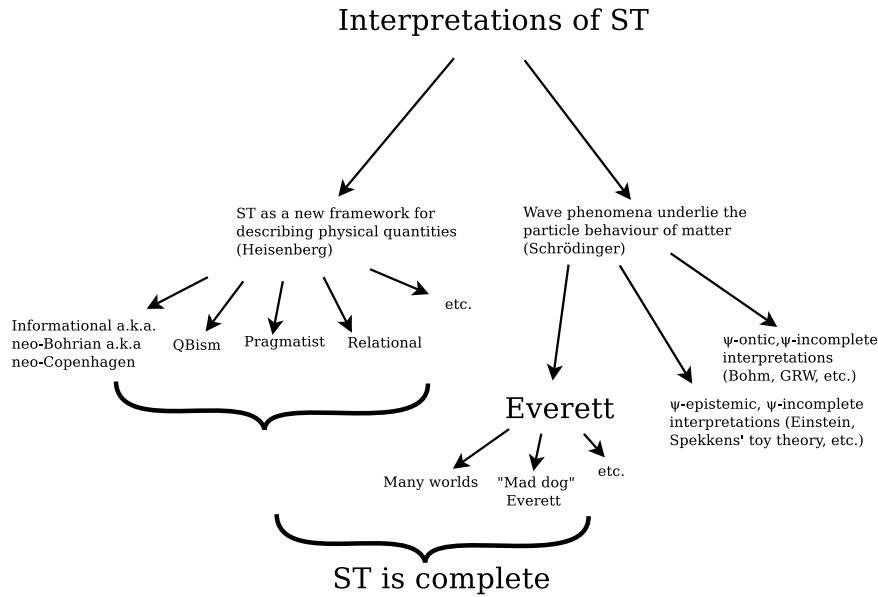 Interpretations of ST
ST as a new framework for
describing physical quantities
(Heisenberg)
Wave phenomena underlie the
particle behaviour of matter
(Schrödinger)
Informational a.k.a.
neo-Bohrian a.k.a
neo-Copenhagen
QBism
Pragmatist
Relational
etc.
ψ-ontic,ψ-incomplete
interpretations
(Bohm, GRW, etc.)
ψ-epistemic, ψ-incomplete
interpretations (Einstein,
Spekkens' toy theory, etc.)
Everett
Many worlds
"Mad dog"
Everett
etc.
ST is complete